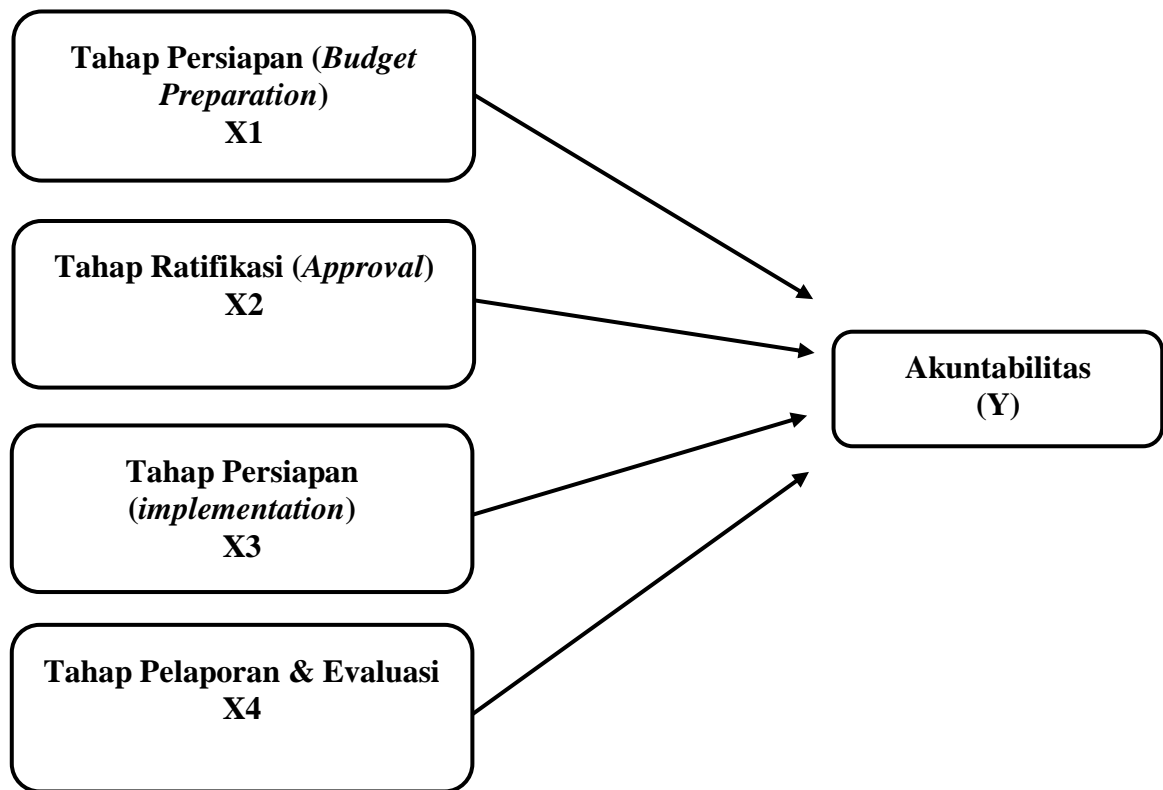 Tahap Persiapan (Budget
Preparation)
X1
Tahap Ratifikasi (Approval)
X2
Tahap Persiapan
(implementation)
X3
Tahap Pelaporan & Evaluasi
X4
Akuntabilitas
(Y)